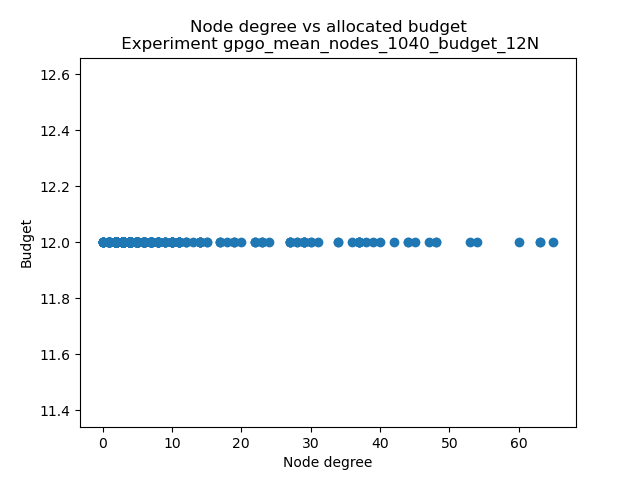 Node degree vs allocated budget
Experiment gpgo_mean_nodes_1040_budget_12N
12.6
12.4
12.2
12.0
11.8
11.6
11.4
Budget
0 10 20 30 40 50 60
Node degree